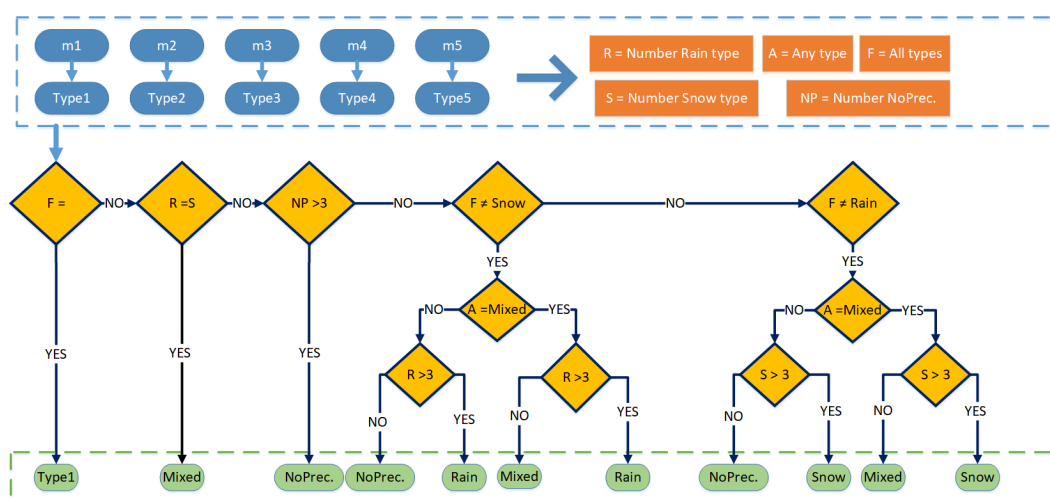 m1
m2
m3
m4
m5
Type1
Type2
Type3
Type4
Type5
R = Number Rain type
A = Any type
F = All types
S = Number Snow type
NP = Number NoPrec.
F =
NO
R =S
NO
NP >3
NO
F ≠ Snow
NO
F ≠ Rain
YES
YES
NO
A =Mixed
YES
NO
A =Mixed
YES
YES
YES
YES
R >3
R >3
S > 3
S > 3
NO
YES
NO
YES
NO
YES
NO
YES
Type1
Mixed
NoPrec.
NoPrec.
Rain
Mixed
Rain
NoPrec.
Snow
Mixed
Snow